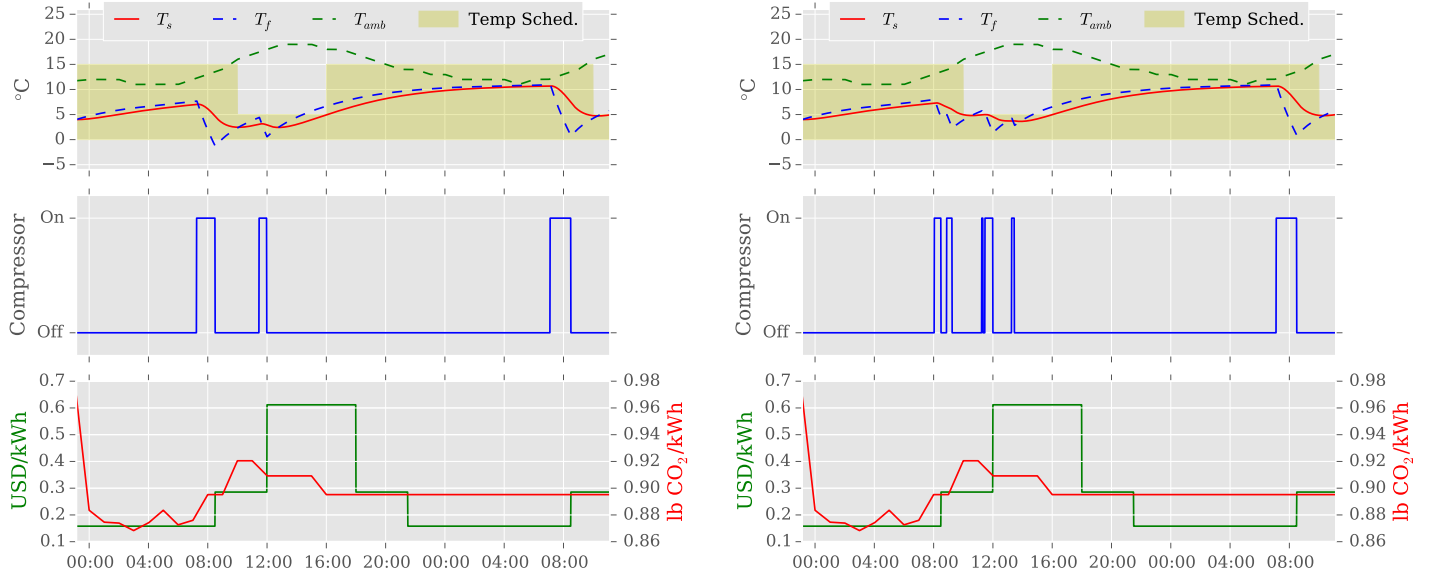 T_s T_f T_amb Temp Sched. T_s T_f T_amb Temp Sched.
25 25
20 20
15 15
10 10
5 5
0 0
−5 −5
°C °C
On On
Off Off
Compressor Compressor
0.7 0.98 0.7 0.98
0.6 0.96 0.6 0.96
0.5 0.94 0.5 0.94
0.4 0.92 0.4 0.92
0.3 0.90 0.3 0.90
0.2 0.88 0.2 0.88
0.1 0.86 0.1 0.86
USD/kWh lb CO₂/kWh USD/kWh lb CO₂/kWh
00:00 04:00 08:00 12:00 16:00 20:00 00:00 04:00 08:00 00:00 04:00 08:00 12:00 16:00 20:00 00:00 04:00 08:00